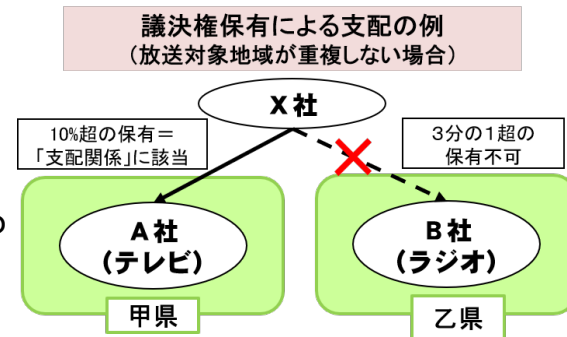 議決権保有による支配の例
(放送対象地域が重複しない場合)
X社
10%超の保有=
「支配関係」に該当
3分の1超の
保有不可
の
A社
(テレビ)
B社
(ラジオ)
甲県
乙県